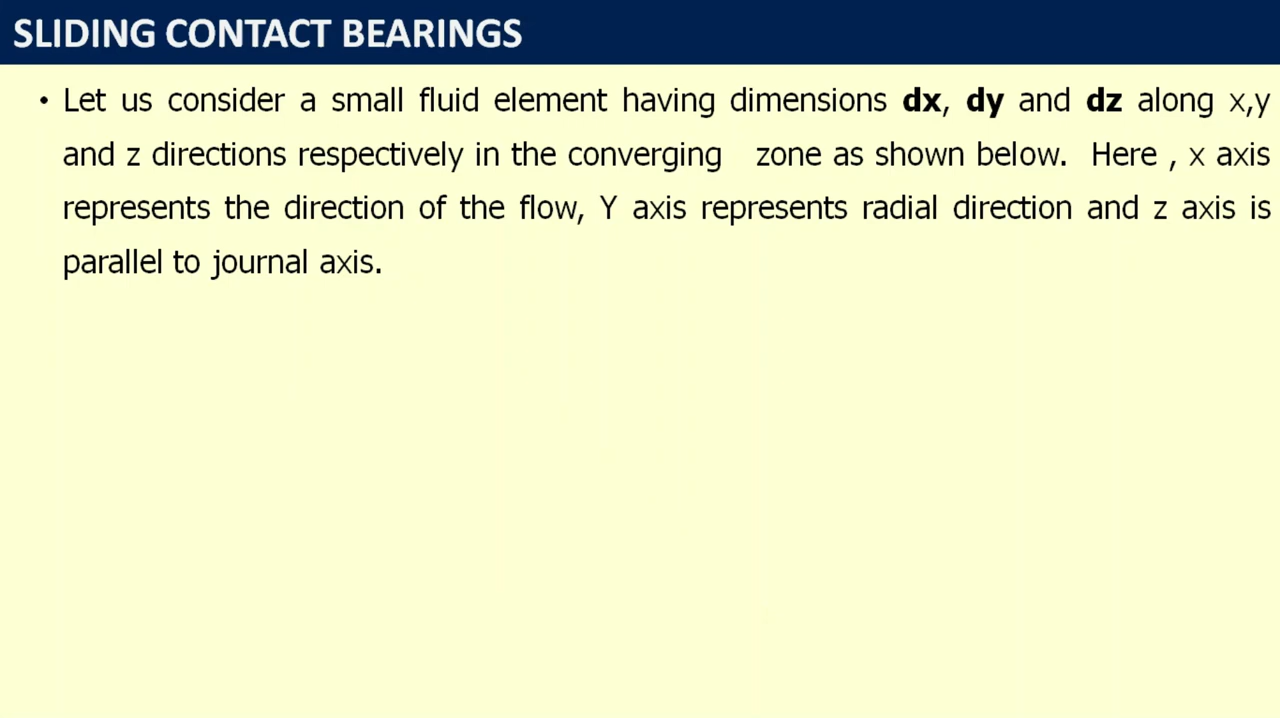 SLIDING CONTACT BEARINGS
• Let us consider a small fluid element having dimensions dx, dy and dz along x,y
and z directions respectively in the converging zone as shown below. Here , x axis
represents the direction of the flow, Y axis represents radial direction and z axis is
parallel to journal axis.